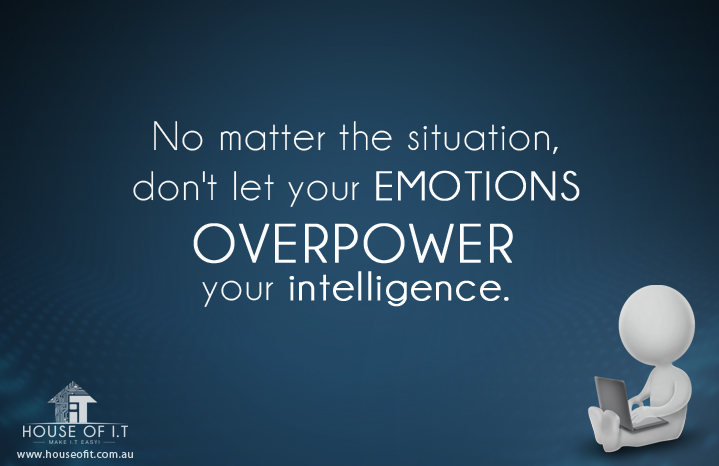 No matter the situation,
don't let your EMOTIONS
OVERPOWER
your intelligence.
iT
HOUSE OF I.T
MAKE I.T EASY!
www.houseofit.com.au